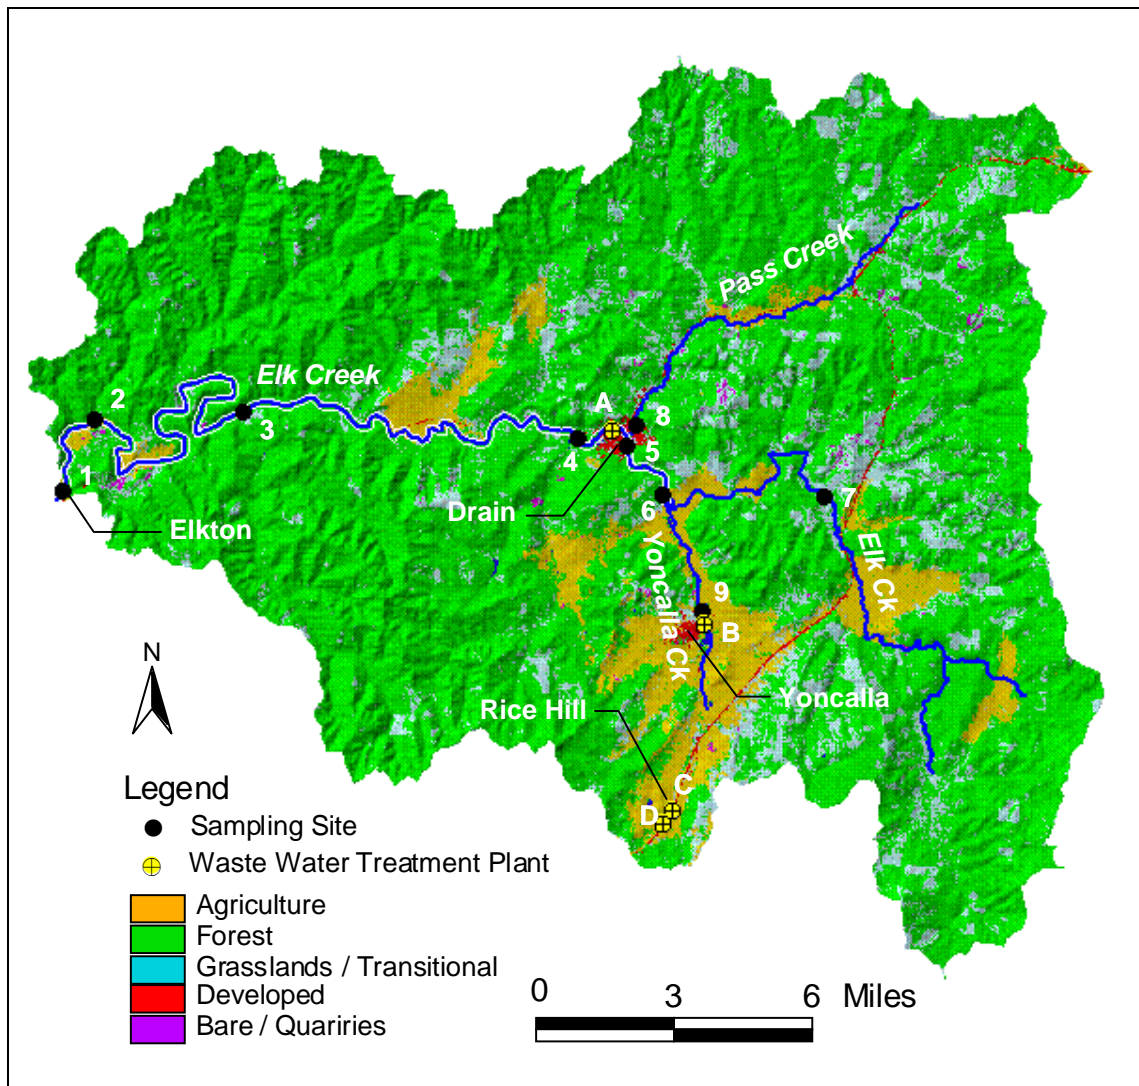 Pass Creek
Elk Creek
2
3
A
8
4
5
1
Elkton
Drain
6
7
Yoncalla Ck
Elk Ck
9
B
N
Rice Hill
Yoncalla
C
D
Legend
Sampling Site
Waste Water Treatment Plant
Agriculture
Forest
Grasslands / Transitional
Developed
Bare / Quariries
0 3 6 Miles